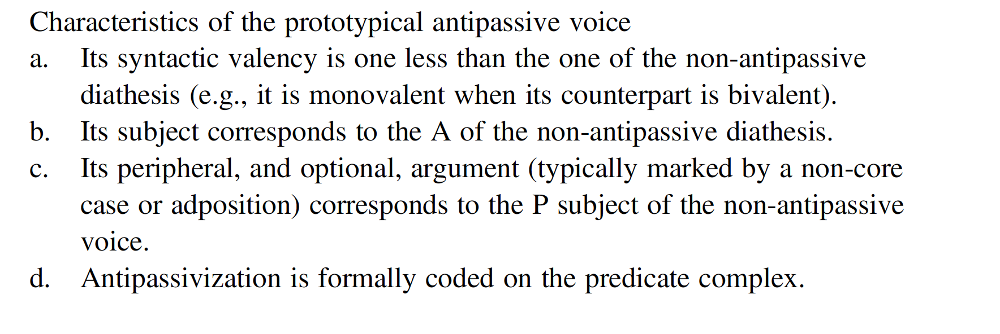 Characteristics of the prototypical antipassive voice
a. Its syntactic valency is one less than the one of the non-antipassive
diathesis (e.g., it is monovalent when its counterpart is bivalent).
b. Its subject corresponds to the A of the non-antipassive diathesis.
c. Its peripheral, and optional, argument (typically marked by a non-core
case or adposition) corresponds to the P subject of the non-antipassive
voice.
d. Antipassivization is formally coded on the predicate complex.